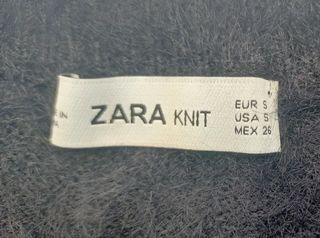 ZARA KNIT
EUR S
USA S
MEX 26